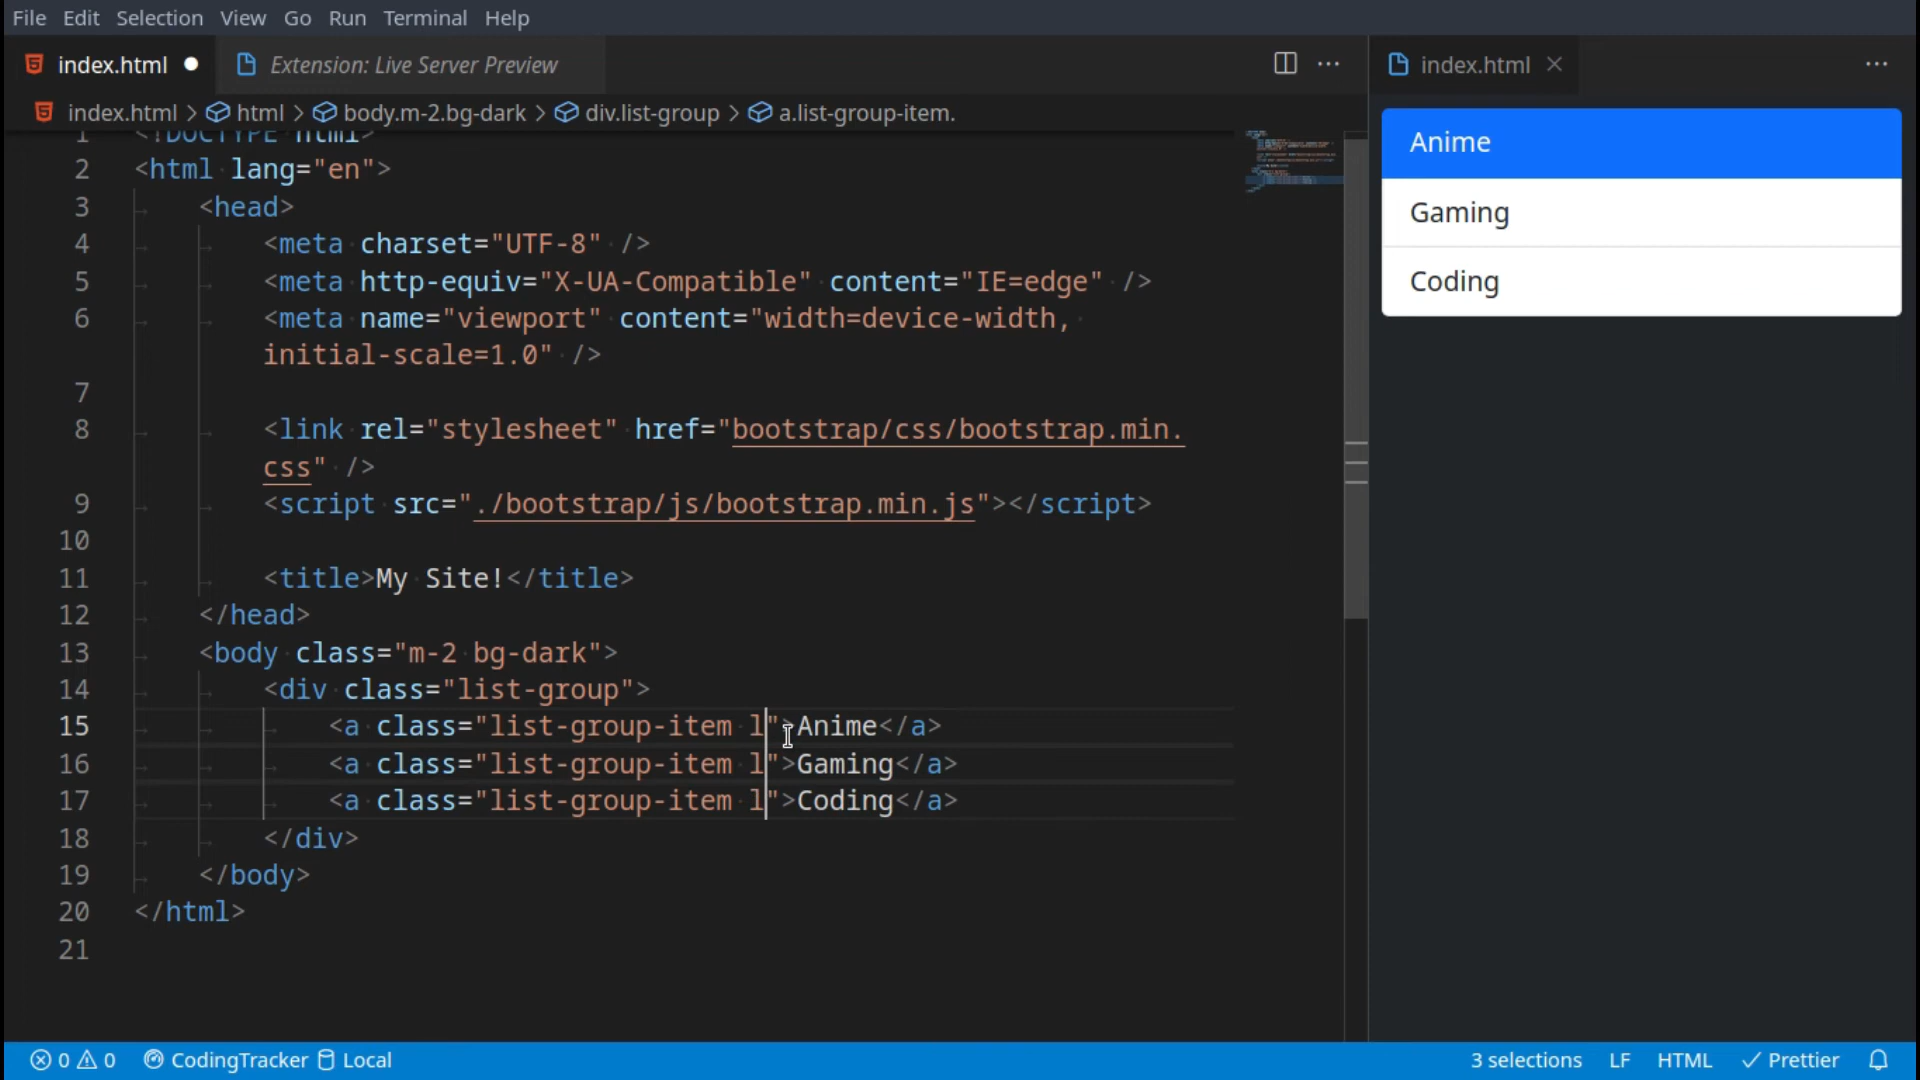 File Edit Selection View Go Run Terminal Help
index.html Extension: Live Server Preview ··· index.html ···
index.html > html > body.m-2.bg-dark > div.list-group > a.list-group-item.
1 <!DOCTYPE html>
2 <html lang="en">
3 <head>
4 <meta charset="UTF-8" />
5 <meta http-equiv="X-UA-Compatible" content="IE=edge" />
6 <meta name="viewport" content="width=device-width,
initial-scale=1.0" />
7
8 <link rel="stylesheet" href="bootstrap/css/bootstrap.min.
css" />
9 <script src="./bootstrap/js/bootstrap.min.js"></script>
10
11 <title>My Site!</title>
12 </head>
13 <body class="m-2 bg-dark">
14 <div class="list-group">
15 <a class="list-group-item l">Anime</a>
16 <a class="list-group-item l">Gaming</a>
17 <a class="list-group-item l">Coding</a>
18 </div>
19 </body>
20 </html>
21
Anime
Gaming
Coding
0 0 CodingTracker Local 3 selections LF HTML Prettier